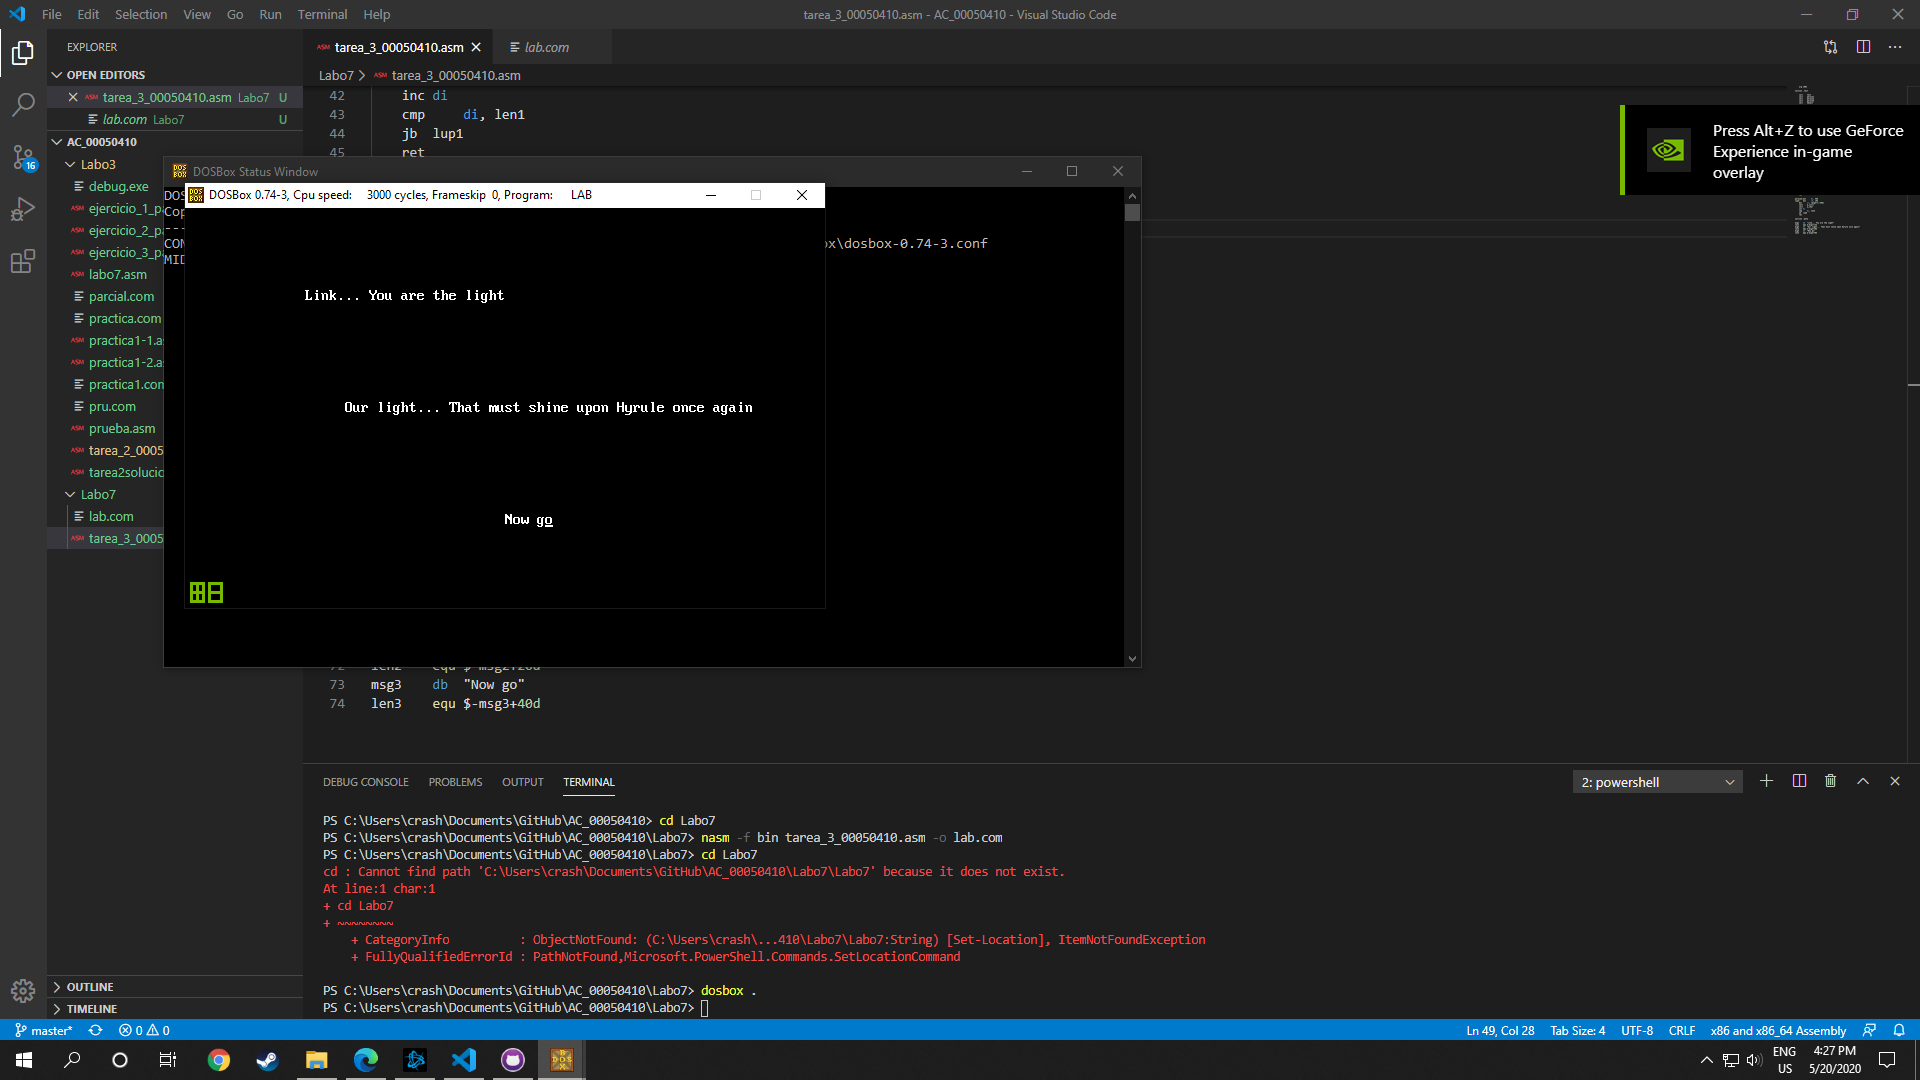 File Edit Selection View Go Run Terminal Help
tarea_3_00050410.asm - AC_00050410 - Visual Studio Code
EXPLORER
OPEN EDITORS
tarea_3_00050410.asm Labo7 U
lab.com Labo7 U
AC_00050410
Labo3
debug.exe
ejercicio_1_p
ejercicio_2_p
ejercicio_3_p
labo7.asm
parcial.com
practica.com
practica1-1.a
practica1-2.a
practica1.com
pru.com
prueba.asm
tarea_2_0005
tarea2soluci
Labo7
lab.com
tarea_3_0005
OUTLINE
TIMELINE
16
tarea_3_00050410.asm
lab.com
Labo7 > tarea_3_00050410.asm
42 inc di
43 cmp di, len1
44 jb lup1
45 ret
DOSBox Status Window
DOS
Cop
---
CON
MID
ox\dosbox-0.74-3.conf
DOSBox 0.74-3, Cpu speed: 3000 cycles, Frameskip 0, Program: LAB
Link... You are the light
Our light... That must shine upon Hyrule once again
Now go
Press Alt+Z to use GeForce
Experience in-game
overlay
73 msg3 db "Now go"
74 len3 equ $-msg3+40d
DEBUG CONSOLE PROBLEMS OUTPUT TERMINAL
2: powershell
PS C:\Users\crash\Documents\GitHub\AC_00050410> cd Labo7
PS C:\Users\crash\Documents\GitHub\AC_00050410\Labo7> nasm -f bin tarea_3_00050410.asm -o lab.com
PS C:\Users\crash\Documents\GitHub\AC_00050410\Labo7> cd Labo7
cd : Cannot find path 'C:\Users\crash\Documents\GitHub\AC_00050410\Labo7\Labo7' because it does not exist.
At line:1 char:1
+ cd Labo7
+ ~~~~~~~~
+ CategoryInfo : ObjectNotFound: (C:\Users\crash\...410\Labo7\Labo7:String) [Set-Location], ItemNotFoundException
+ FullyQualifiedErrorId : PathNotFound,Microsoft.PowerShell.Commands.SetLocationCommand
PS C:\Users\crash\Documents\GitHub\AC_00050410\Labo7> dosbox .
PS C:\Users\crash\Documents\GitHub\AC_00050410\Labo7>
master* 0 0
Ln 49, Col 28 Tab Size: 4 UTF-8 CRLF x86 and x86_64 Assembly
ENG
US
4:27 PM
5/20/2020